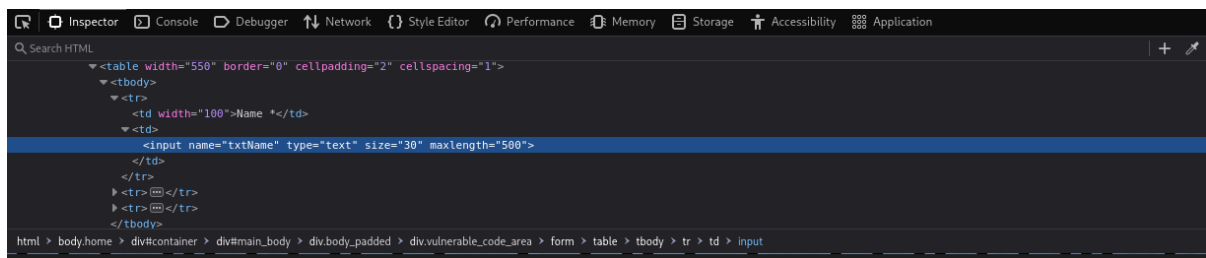 Inspector Console Debugger Network {} Style Editor Performance Memory Storage Accessibility Application
Search HTML +
<table width="550" border="0" cellpadding="2" cellspacing="1">
<tbody>
<tr>
<td width="100">Name *</td>
<td>
<input name="txtName" type="text" size="30" maxlength="500">
</td>
</tr>
<tr>⋯</tr>
<tr>⋯</tr>
</tbody>
html > body.home > div#container > div#main_body > div.body_padded > div.vulnerable_code_area > form > table > tbody > tr > td > input